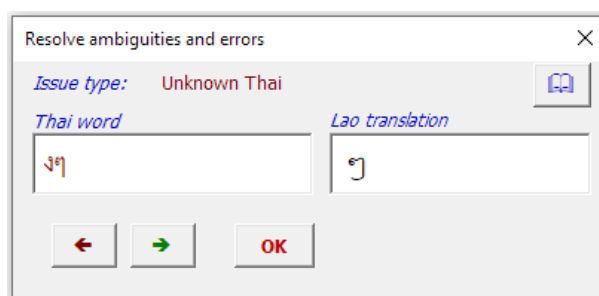 Resolve ambiguities and errors
Issue type: Unknown Thai
Thai word Lao translation
งๆ ໆ
OK